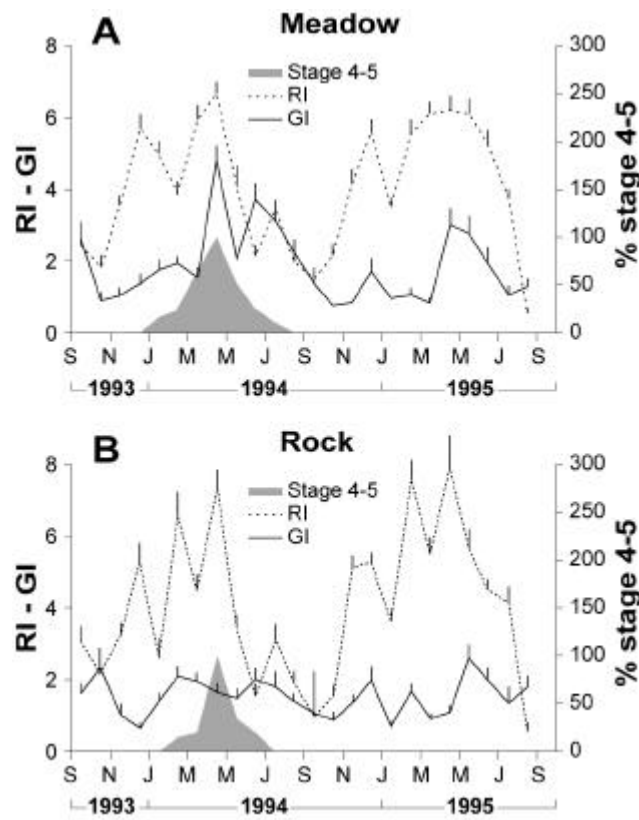 A Meadow
8 300
Stage 4-5
RI
GI
250
6
200
4 150
100
2
50
0 0
RI - GI
% stage 4-5
S N J M M J S N J M M J S
1993 1994 1995
B Rock
8 300
Stage 4-5
RI
GI
250
6
200
4 150
100
2
50
0 0
RI - GI
% stage 4-5
S N J M M J S N J M M J S
1993 1994 1995